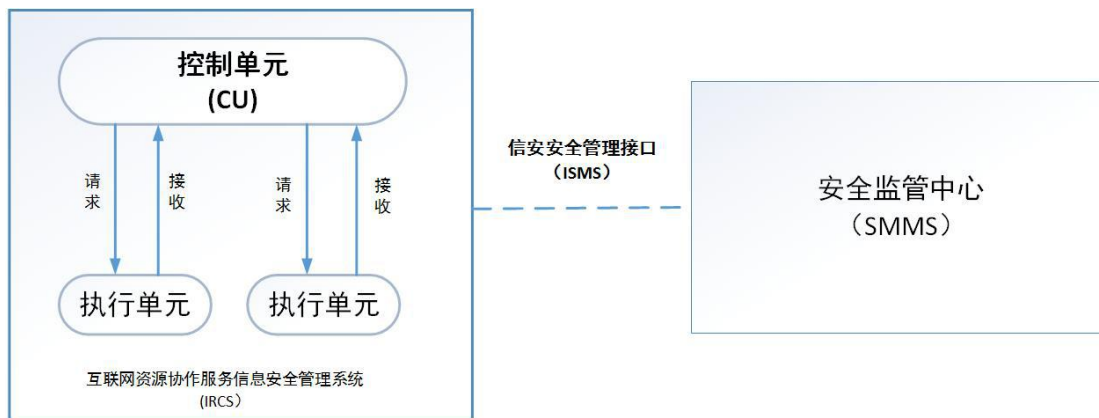 控制单元
(CU)
请求
接收
请求
接收
执行单元
执行单元
互联网资源协作服务信息安全管理系统
(IRCS)
信安安全管理接口
（ISMS）
安全监管中心
（SMMS）